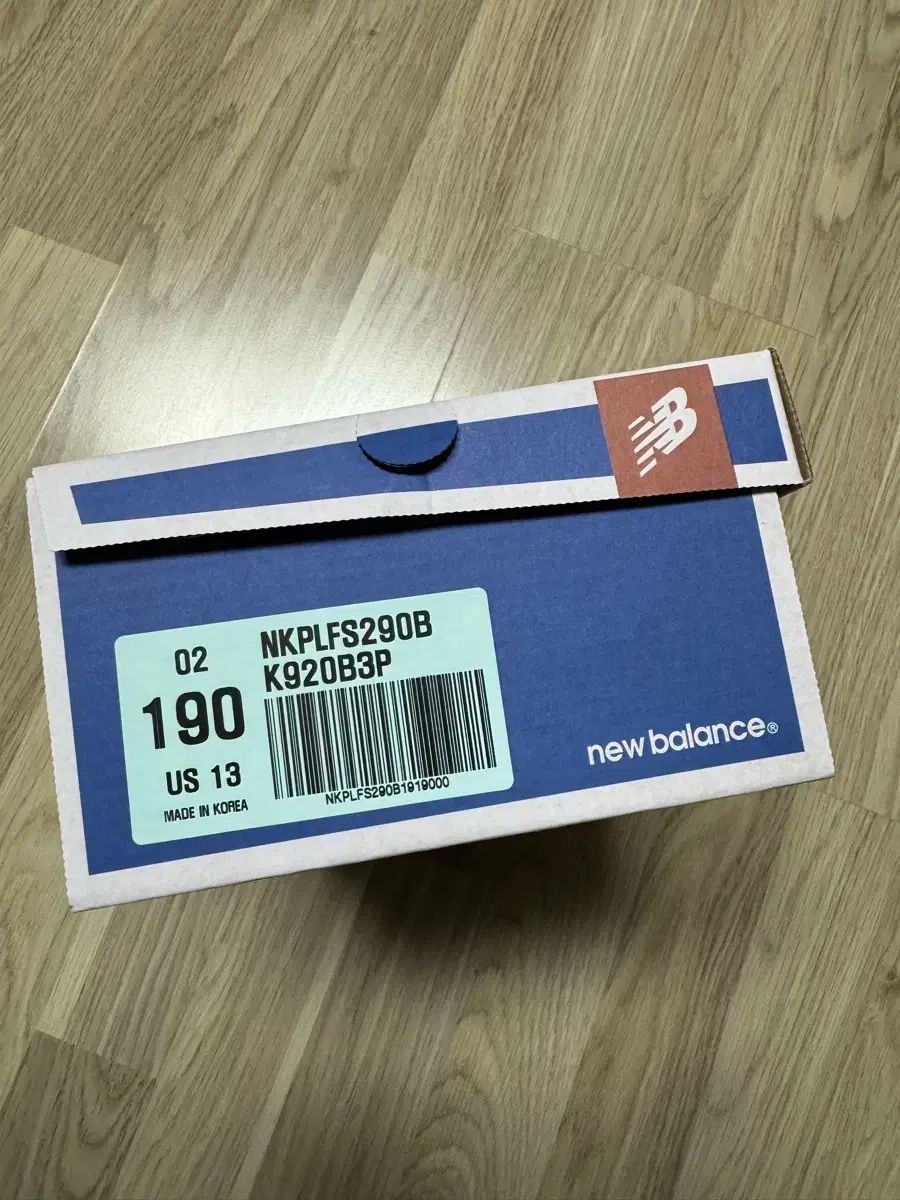 02
190
US 13
MADE IN KOREA
NKPLFS290B
K920B3P
NKPLFS290B1919000
new balance®